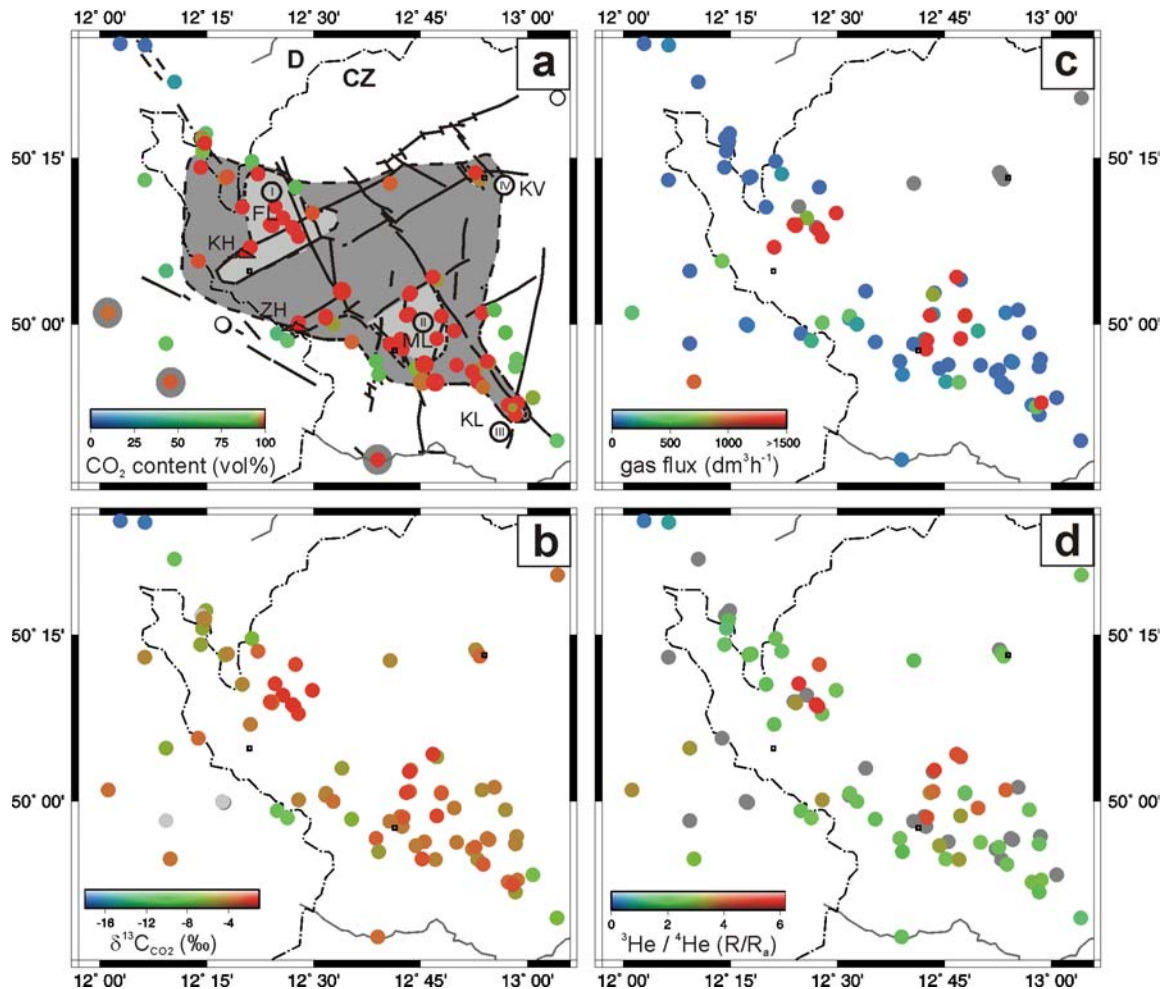 12° 00' 12° 15' 12° 30' 12° 45' 13° 00'
12° 00' 12° 15' 12° 30' 12° 45' 13° 00'
D
CZ
a
c
50° 15'
50° 15'
I
FL
IV
KV
KH
ZH
50° 00'
50° 00'
II
ML
KL
III
0 25 50 75 100
CO₂ content (vol%)
0 500 1000 >1500
gas flux (dm³h⁻¹)
b
d
50° 15'
50° 15'
50° 00'
50° 00'
-16 -12 -8 -4
δ¹³C_CO2 (‰)
0 2 4 6
³He / ⁴He (R/Rₐ)
12° 00' 12° 15' 12° 30' 12° 45' 13° 00'
12° 00' 12° 15' 12° 30' 12° 45' 13° 00'